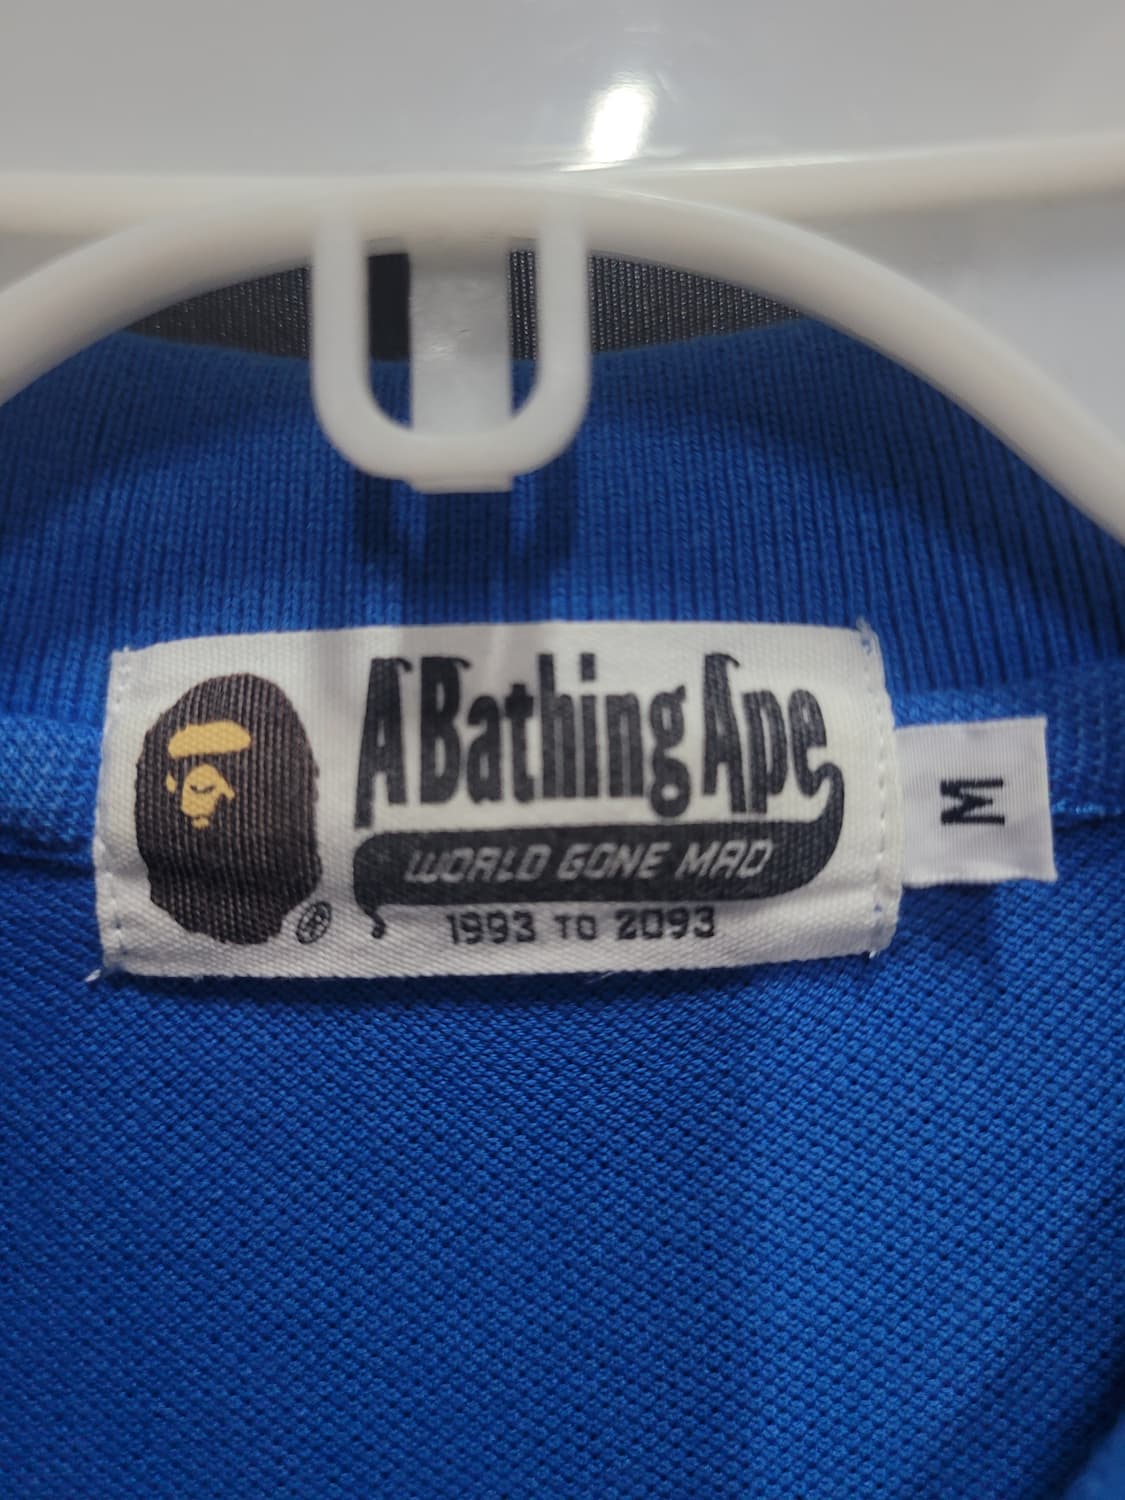 A Bathing Ape
WORLD GONE MAD
1993 TO 2093
M